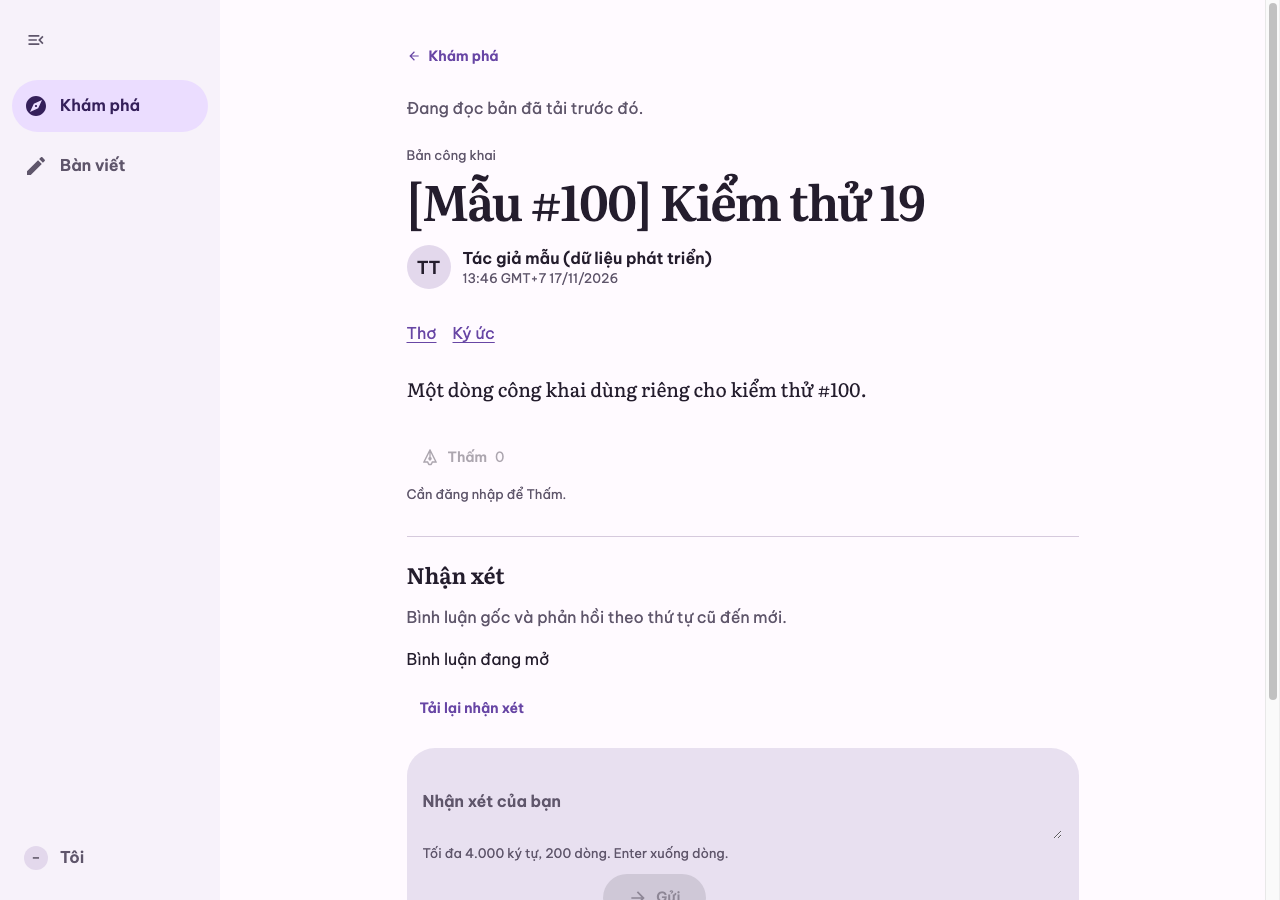 Khám phá
Bàn viết
Khám phá
Đang đọc bản đã tải trước đó.
Bản công khai
[Mẫu #100] Kiểm thử 19
TT
Tác giả mẫu (dữ liệu phát triển)
13:46 GMT+7 17/11/2026
Thơ Ký ức
Một dòng công khai dùng riêng cho kiểm thử #100.
Thấm 0
Cần đăng nhập để Thấm.
Nhận xét
Bình luận gốc và phản hồi theo thứ tự cũ đến mới.
Bình luận đang mở
Tải lại nhận xét
Nhận xét của bạn
Tối đa 4.000 ký tự, 200 dòng. Enter xuống dòng.
Gửi
– Tôi